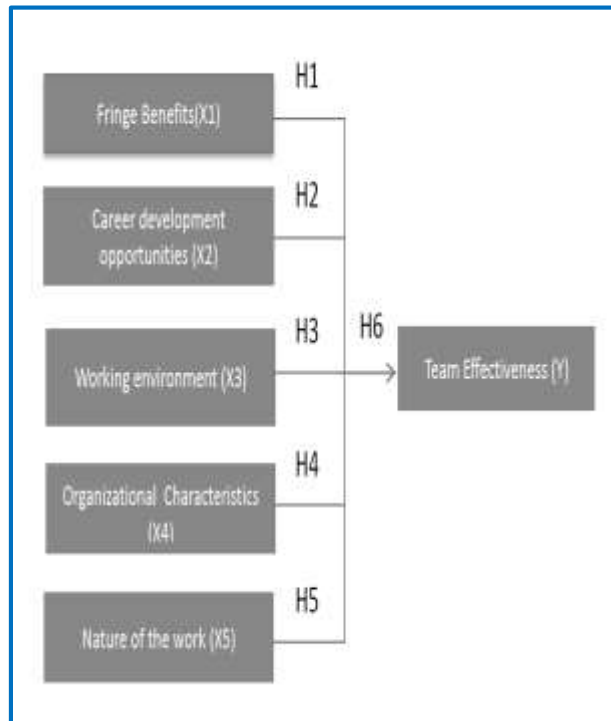 H1
Fringe Benefits(X1)
H2
Career development
opportunities (X2)
H3
H6
Working environment (X3)
Team Effectiveness (Y)
H4
Organizational Characteristics
(X4)
H5
Nature of the work (X5)